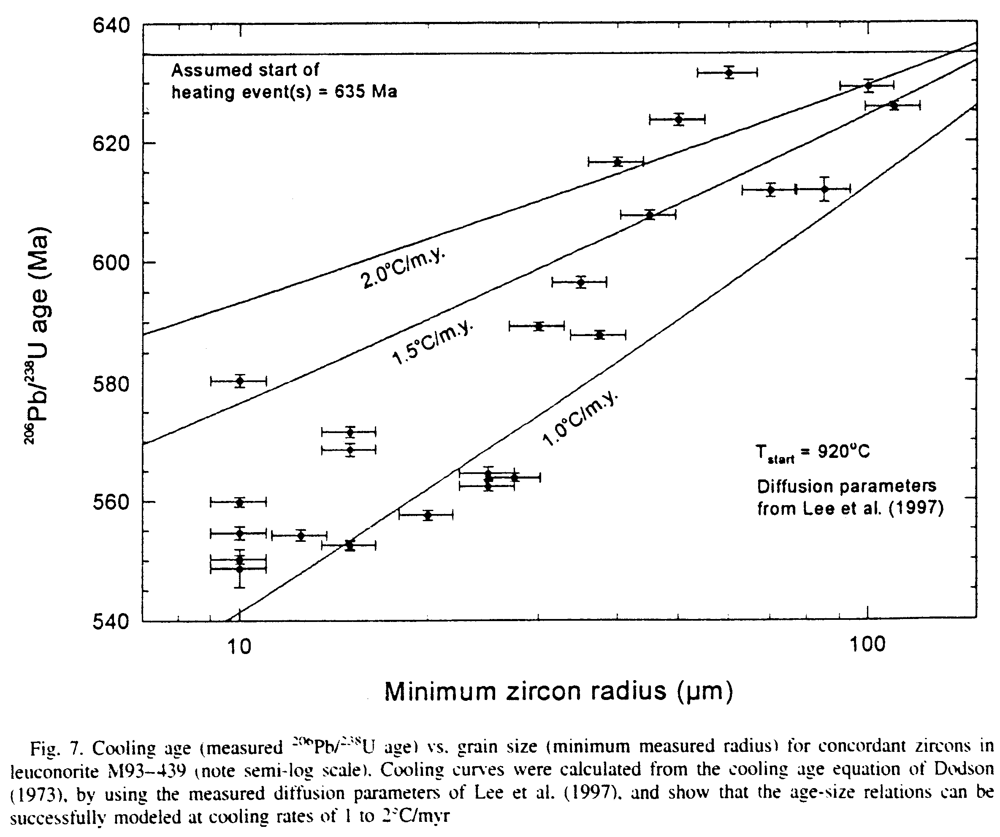 640
620
600
580
560
540
²⁰⁶Pb/²³⁸U age (Ma)
Assumed start of
heating event(s) = 635 Ma
2.0°C/m.y.
1.5°C/m.y.
1.0°C/m.y.
Tstart = 920°C
Diffusion parameters
from Lee et al. (1997)
10
100
Minimum zircon radius (µm)
Fig. 7. Cooling age (measured ²⁰⁶Pb/²³⁸U age) vs. grain size (minimum measured radius) for concordant zircons in
leuconorite M93–439 (note semi-log scale). Cooling curves were calculated from the cooling age equation of Dodson
(1973), by using the measured diffusion parameters of Lee et al. (1997), and show that the age-size relations can be
successfully modeled at cooling rates of 1 to 2°C/myr